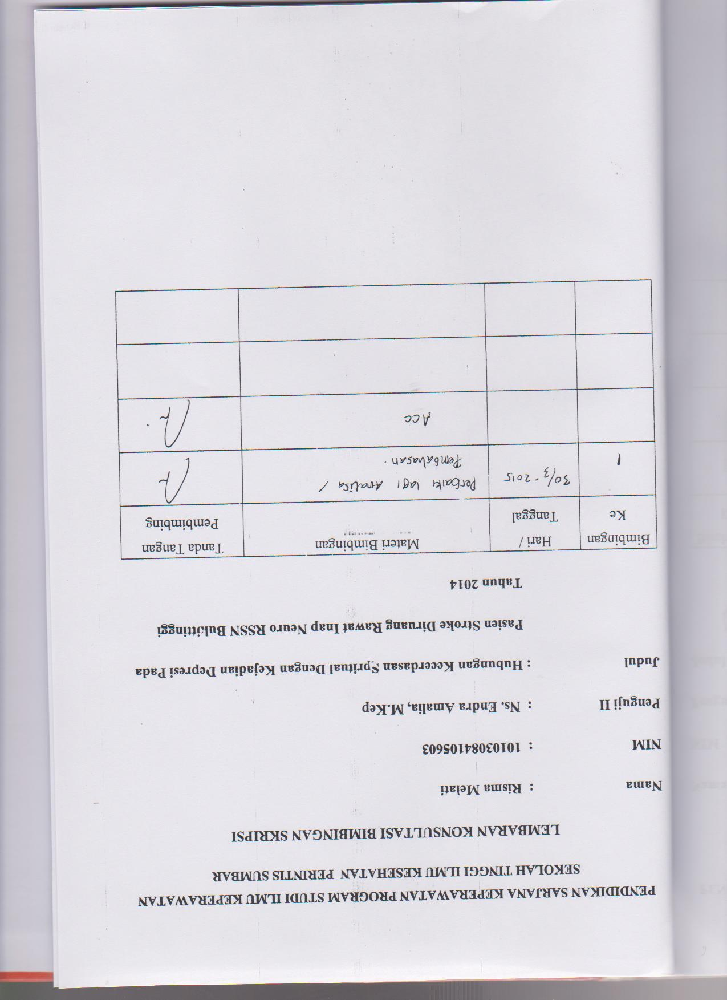 PENDIDIKAN SARJANA KEPERAWATAN PROGRAM STUDI ILMU KEPERAWATAN
SEKOLAH TINGGI ILMU KESEHATAN PERINTIS SUMBAR
LEMBARAN KONSULTASI BIMBINGAN SKRIPSI
Nama : Risma Melati
NIM : 10103084105603
Penguji II : Ns. Endra Amalia, M.Kep
Judul : Hubungan Kecerdasan Spritual Dengan Kejadian Depresi Pada
Pasien Stroke Diruang Rawat Inap Neuro RSSN Bukittinggi
Tahun 2014
Bimbingan Hari / Materi Bimbingan Tanda Tangan
Ke Tanggal Pembimbing
1 30/3-2015 Perbaiki lagi Analisa /
Pembahasan.
Acc